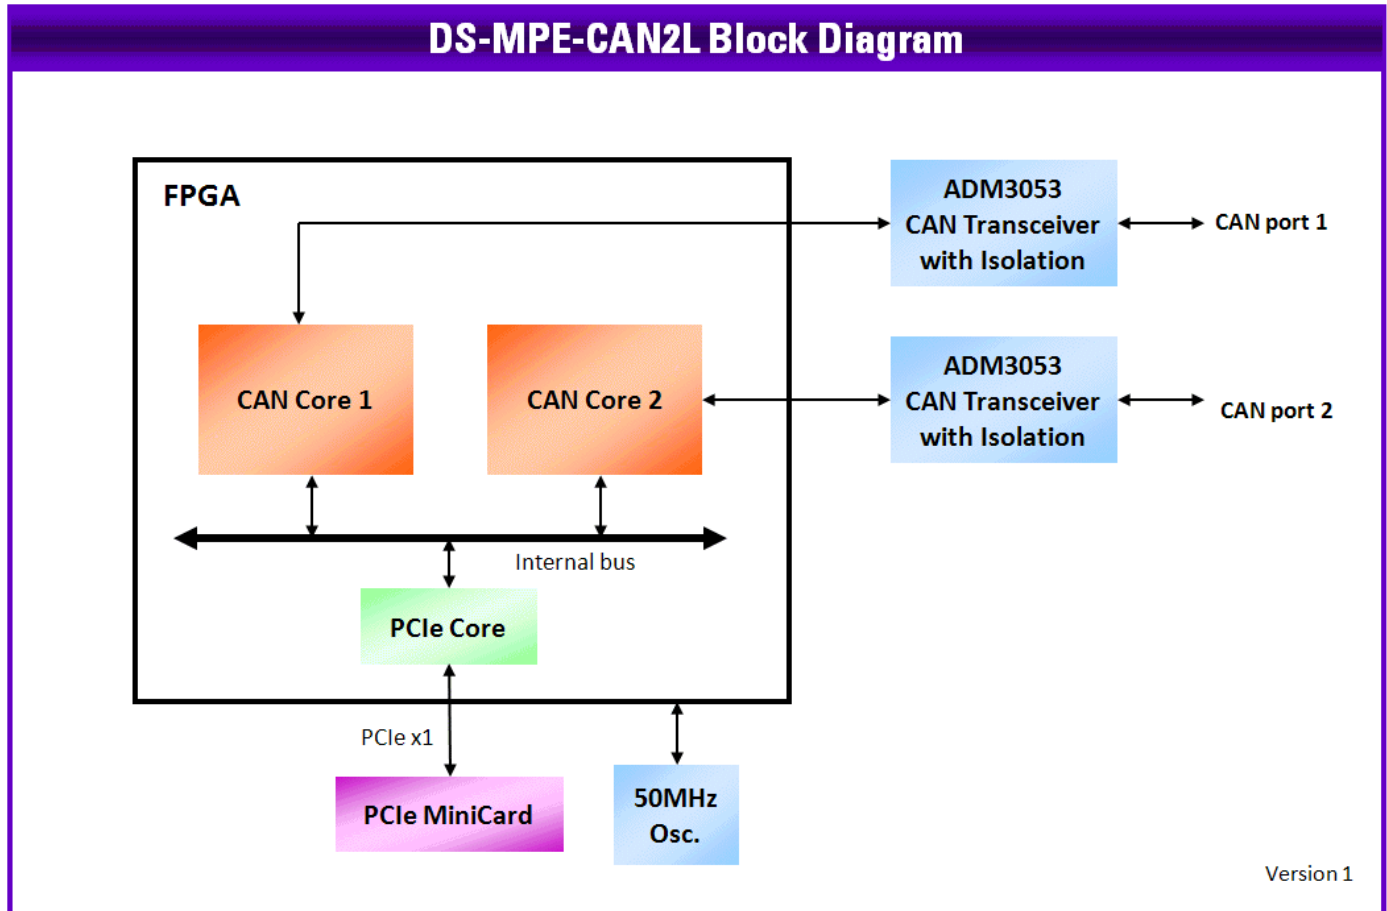 DS-MPE-CAN2L Block Diagram
FPGA
ADM3053
CAN Transceiver
with Isolation
CAN port 1
CAN Core 1
CAN Core 2
ADM3053
CAN Transceiver
with Isolation
CAN port 2
Internal bus
PCIe Core
PCIe x1
PCIe MiniCard
50MHz
Osc.
Version 1